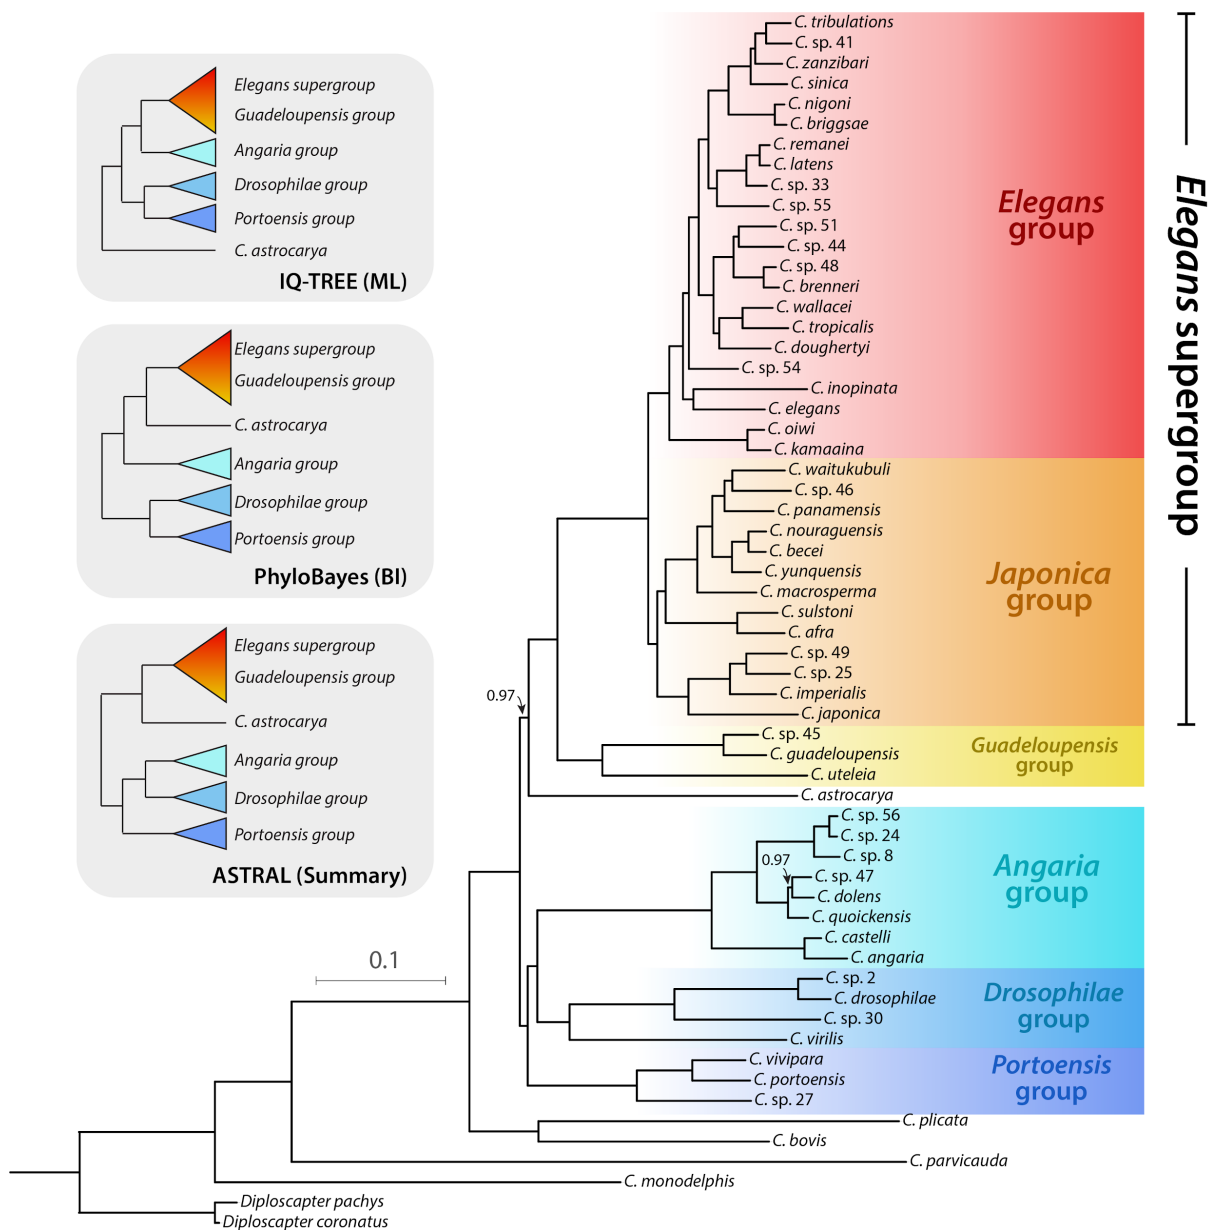 Elegans supergroup
Guadeloupensis group
Angaria group
Drosophilae group
Portoensis group
C. astrocarya
IQ-TREE (ML)
Elegans supergroup
Guadeloupensis group
C. astrocarya
Angaria group
Drosophilae group
Portoensis group
PhyloBayes (BI)
Elegans supergroup
Guadeloupensis group
C. astrocarya
Angaria group
Drosophilae group
Portoensis group
ASTRAL (Summary)
0.1
0.97
0.97
C. tribulations
C. sp. 41
C. zanzibari
C. sinica
C. nigoni
C. briggsae
C. remanei
C. latens
C. sp. 33
C. sp. 55
C. sp. 51
C. sp. 44
C. sp. 48
C. brenneri
C. wallacei
C. tropicalis
C. doughertyi
C. sp. 54
C. inopinata
C. elegans
C. oiwi
C. kamaaina
C. waitukubuli
C. sp. 46
C. panamensis
C. nouraguensis
C. becei
C. yunquensis
C. macrosperma
C. sulstoni
C. afra
C. sp. 49
C. sp. 25
C. imperialis
C. japonica
C. sp. 45
C. guadeloupensis
C. uteleia
C. astrocarya
C. sp. 56
C. sp. 24
C. sp. 8
C. sp. 47
C. dolens
C. quoickensis
C. castelli
C. angaria
C. sp. 2
C. drosophilae
C. sp. 30
C. virilis
C. vivipara
C. portoensis
C. sp. 27
C. plicata
C. bovis
C. parvicauda
C. monodelphis
Diploscapter pachys
Diploscapter coronatus
Elegans
group
Japonica
group
Guadeloupensis
group
Angaria
group
Drosophilae
group
Portoensis
group
Elegans supergroup